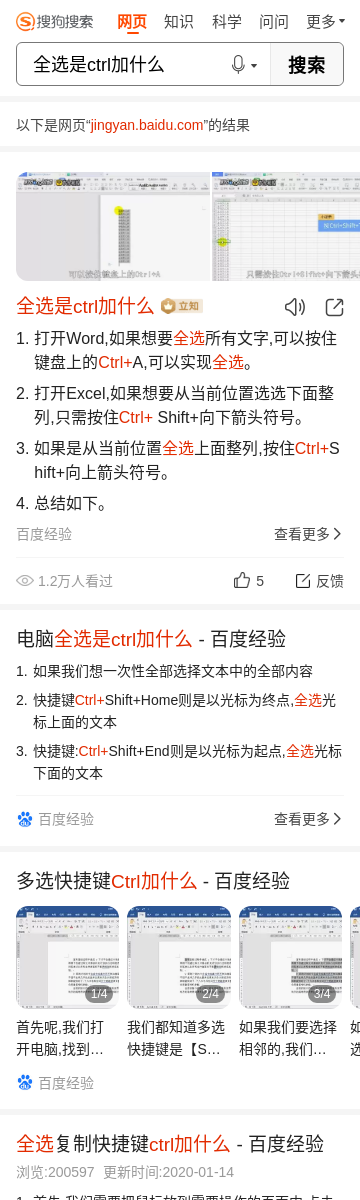 搜狗搜索 网页 知识 科学 问问 更多
全选是ctrl加什么 搜索
以下是网页“jingyan.baidu.com”的结果
可以按住键盘上的Ctrl+A
只需按住Ctrl+Shift+向下箭头符号
全选是ctrl加什么 立知
1. 打开Word,如果想要全选所有文字,可以按住
键盘上的Ctrl+A,可以实现全选。
2. 打开Excel,如果想要从当前位置选选下面整
列,只需按住Ctrl+ Shift+向下箭头符号。
3. 如果是从当前位置全选上面整列,按住Ctrl+S
hift+向上箭头符号。
4. 总结如下。
百度经验 查看更多
1.2万人看过 5 反馈
电脑全选是ctrl加什么 - 百度经验
1. 如果我们想一次性全部选择文本中的全部内容
2. 快捷键Ctrl+Shift+Home则是以光标为终点,全选光
标上面的文本
3. 快捷键:Ctrl+Shift+End则是以光标为起点,全选光标
下面的文本
百度经验 查看更多
多选快捷键Ctrl加什么 - 百度经验
1/4 2/4 3/4
首先呢,我们打 我们都知道多选 如果我们要选择 如
开电脑,找到… 快捷键是【S… 相邻的,我们… 选
百度经验
全选复制快捷键ctrl加什么 - 百度经验
浏览:200597 更新时间:2020-01-14